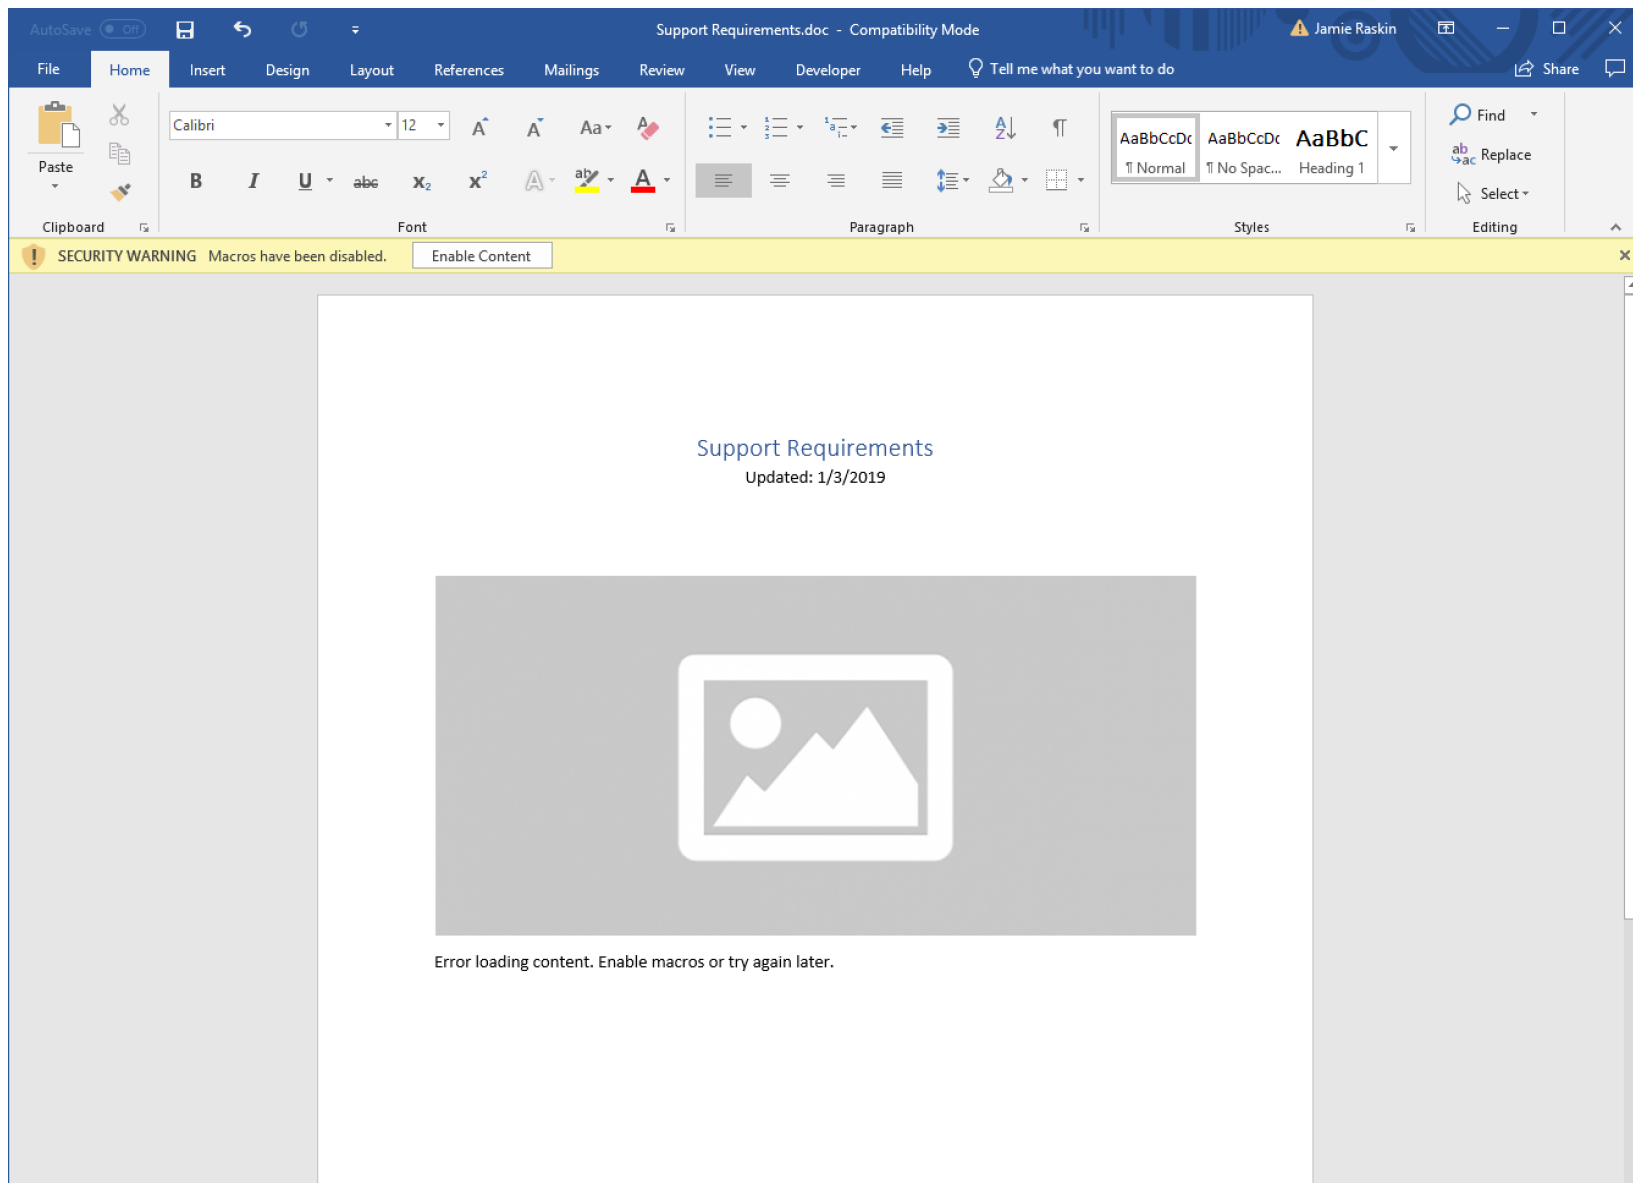 AutoSave Off
Support Requirements.doc - Compatibility Mode
Jamie Raskin
File Home Insert Design Layout References Mailings Review View Developer Help Tell me what you want to do Share
Calibri 12 A A Aa A
Paste
B I U abc X2 X2 A ab A
AaBbCcDc AaBbCcDc AaBbC
¶ Normal ¶ No Spac... Heading 1
Find
Replace
Select
Clipboard Font Paragraph Styles Editing
SECURITY WARNING Macros have been disabled. Enable Content
Support Requirements
Updated: 1/3/2019
Error loading content. Enable macros or try again later.